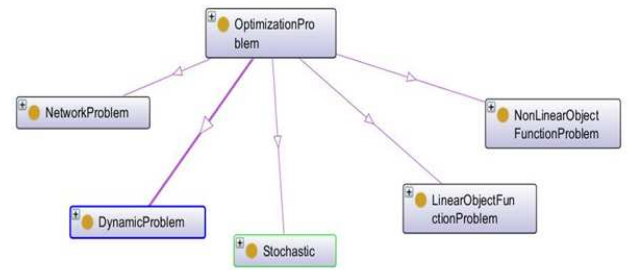 OptimizationPro
blem
NetworkProblem
NonLinearObject
FunctionProblem
DynamicProblem
LinearObjectFun
ctionProblem
Stochastic